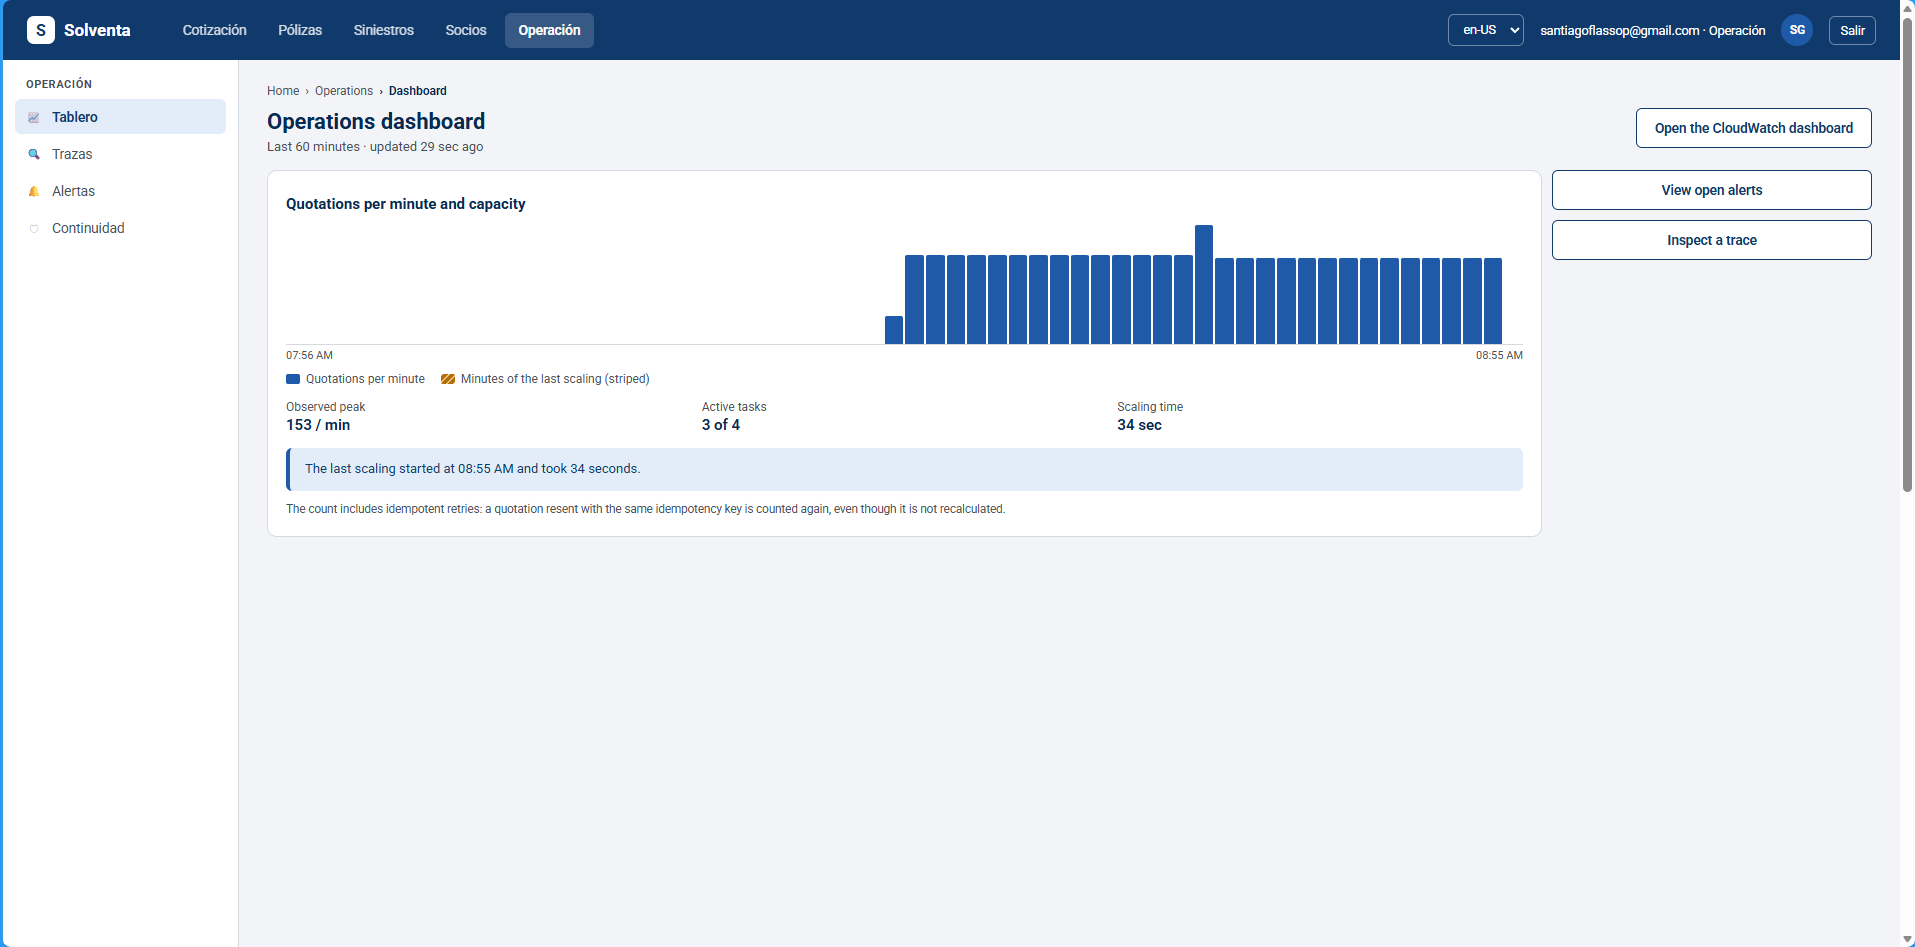 S Solventa Cotización Pólizas Siniestros Socios Operación en-US santiagoflassop@gmail.com · Operación SG Salir
OPERACIÓN
Tablero
Trazas
Alertas
Continuidad
Home › Operations › Dashboard
Operations dashboard
Last 60 minutes · updated 29 sec ago
Open the CloudWatch dashboard
View open alerts
Inspect a trace
Quotations per minute and capacity
07:56 AM 08:55 AM
Quotations per minute Minutes of the last scaling (striped)
Observed peak Active tasks Scaling time
153 / min 3 of 4 34 sec
The last scaling started at 08:55 AM and took 34 seconds.
The count includes idempotent retries: a quotation resent with the same idempotency key is counted again, even though it is not recalculated.